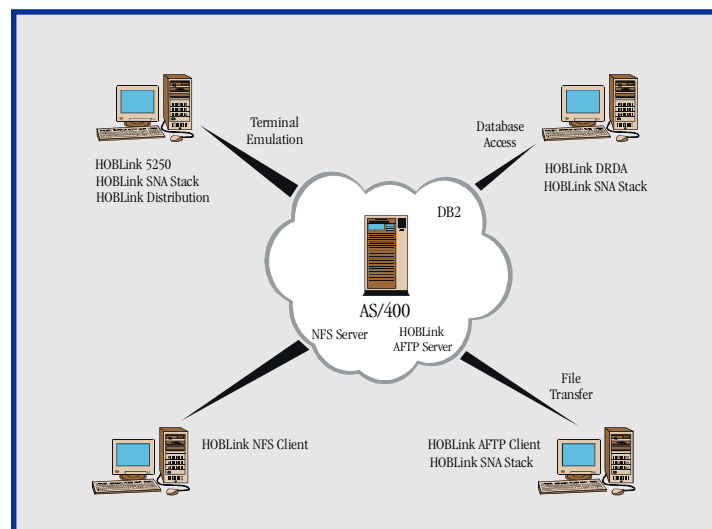 Terminal
Emulation
HOBLink 5250
HOBLink SNA Stack
HOBLink Distribution
Database
Access
HOBLink DRDA
HOBLink SNA Stack
DB2
AS/400
NFS Server
HOBLink
AFTP Server
HOBLink NFS Client
File
Transfer
HOBLink AFTP Client
HOBLink SNA Stack